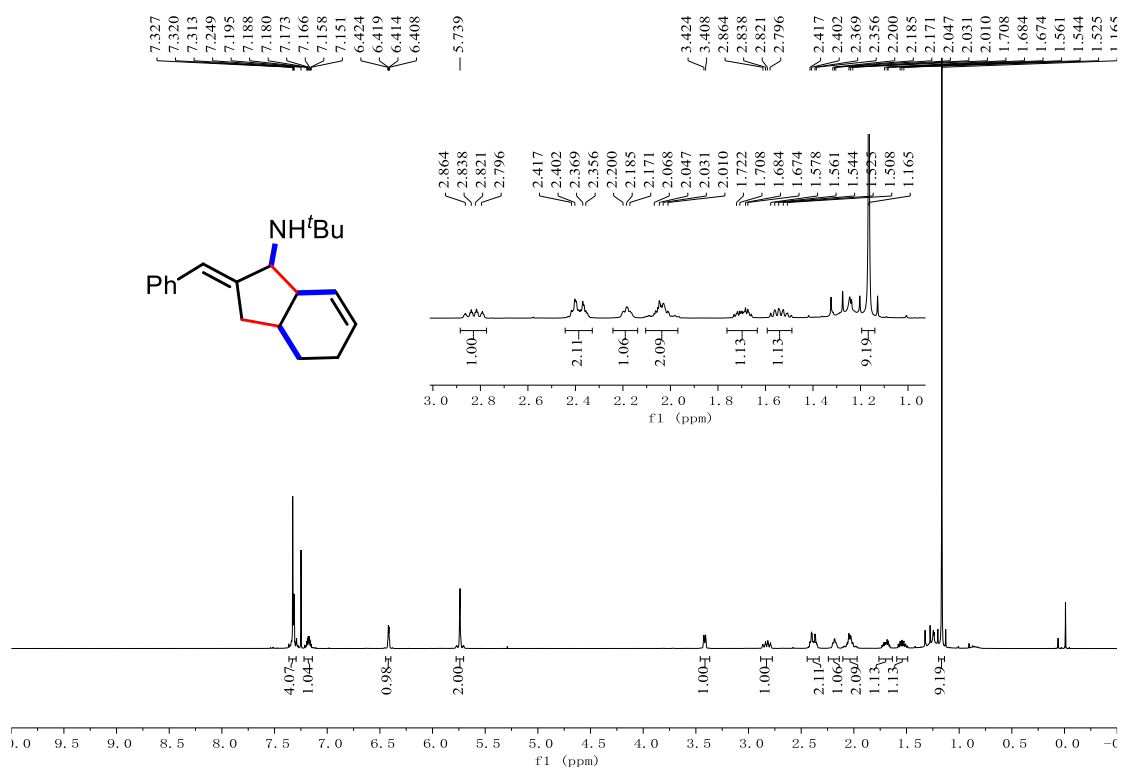 7.327 7.320 7.313 7.249 7.195 7.188 7.180 7.173 7.166 7.158 7.151 6.424 6.419 6.414 6.408 5.739 3.424 3.408 2.864 2.838 2.821 2.796 2.417 2.402 2.369 2.356 2.200 2.185 2.171 2.047 2.031 2.010 1.708 1.684 1.674 1.561 1.544 1.525
2.864 2.838 2.821 2.796 2.417 2.402 2.369 2.356 2.200 2.185 2.171 2.068 2.047 2.031 2.010 1.722 1.708 1.684 1.674 1.578 1.561 1.544 1.525 1.508 1.165
NHᵗBu
Ph
1.00 2.11 1.06 2.09 1.13 1.13 9.19
3.0 2.8 2.6 2.4 2.2 2.0 1.8 1.6 1.4 1.2 1.0
f1 (ppm)
4.07 1.04 0.98 2.00 1.00 1.00 2.11 1.06 2.09 1.13 1.13 9.19
9.5 9.0 8.5 8.0 7.5 7.0 6.5 6.0 5.5 5.0 4.5 4.0 3.5 3.0 2.5 2.0 1.5 1.0 0.5 0.0
f1 (ppm)